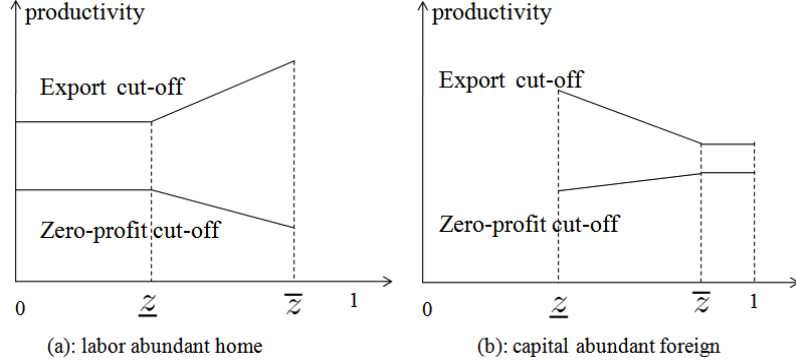 productivity
Export cut-off
Zero-profit cut-off
0
z
z̅
1
(a): labor abundant home
productivity
Export cut-off
Zero-profit cut-off
0
z
z̅
1
(b): capital abundant foreign